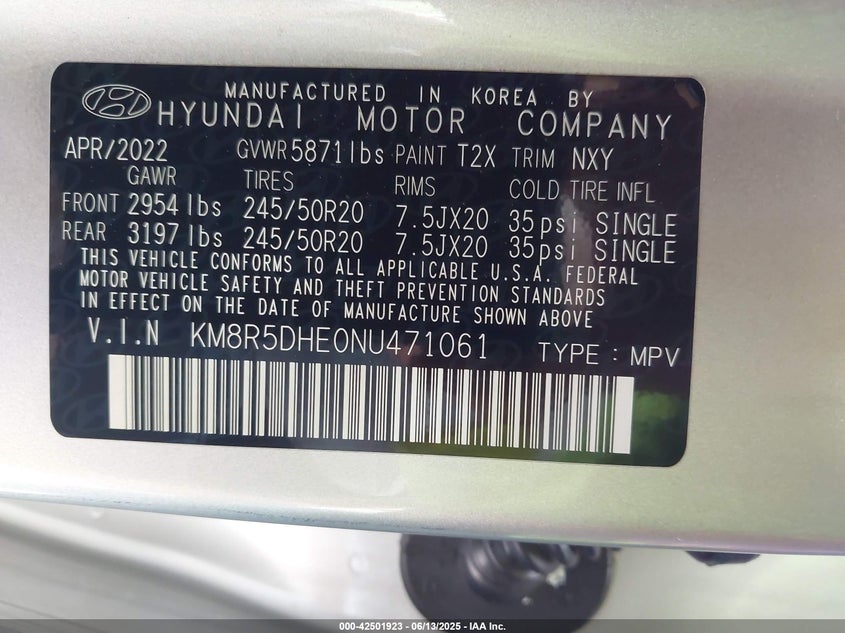 MANUFACTURED IN KOREA BY
HYUNDAI MOTOR COMPANY
APR/2022 GVWR 5871lbs PAINT T2X TRIM NXY
GAWR TIRES RIMS COLD TIRE INFL
FRONT 2954 lbs 245/50R20 7.5JX20 35psi SINGLE
REAR 3197 lbs 245/50R20 7.5JX20 35psi SINGLE
THIS VEHICLE CONFORMS TO ALL APPLICABLE U.S.A. FEDERAL
MOTOR VEHICLE SAFETY AND THEFT PREVENTION STANDARDS
IN EFFECT ON THE DATE OF MANUFACTURE SHOWN ABOVE.
V.I.N KM8R5DHE0NU471061 TYPE : MPV
000-42501923 - 06/13/2025 - IAA Inc.